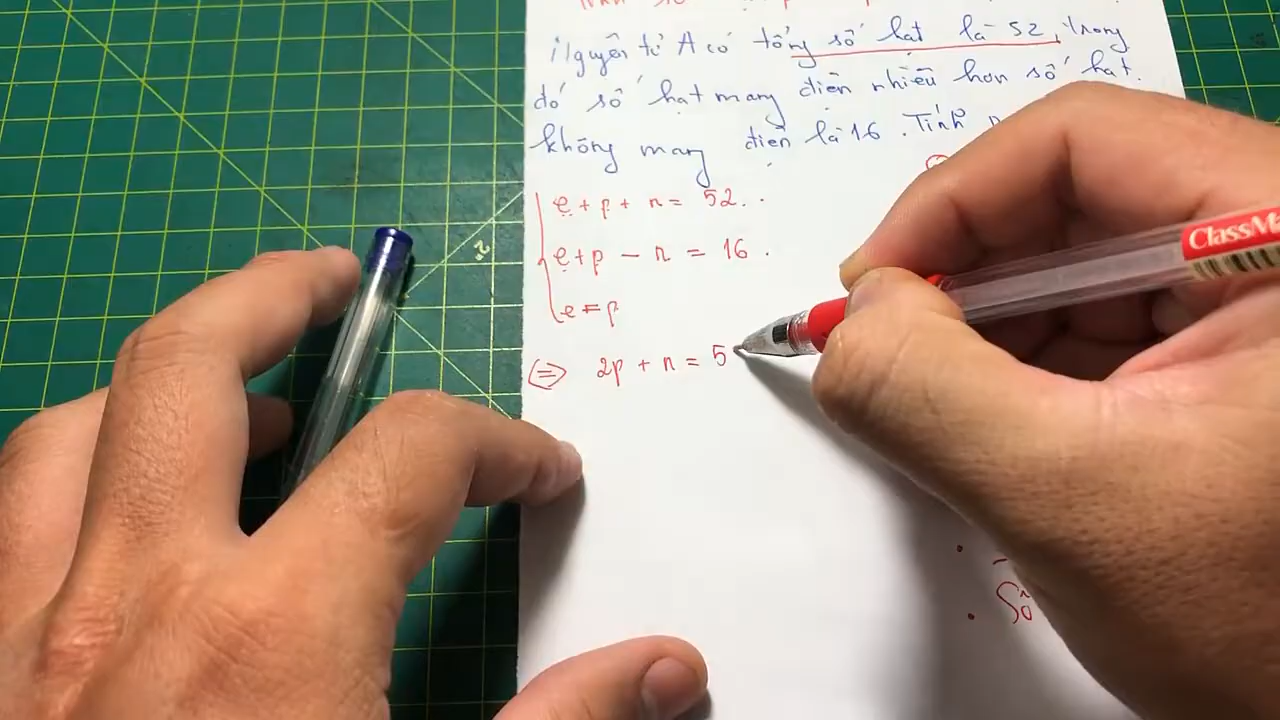 Nguyên tử A có tổng số hạt là 52, trong
đó số hạt mang điện nhiều hơn số hạt
không mang điện là 16. Tính
e + p + n = 52.
e + p - n = 16.
e = p
⇔ 2p + n = 5
ClassMa
Số